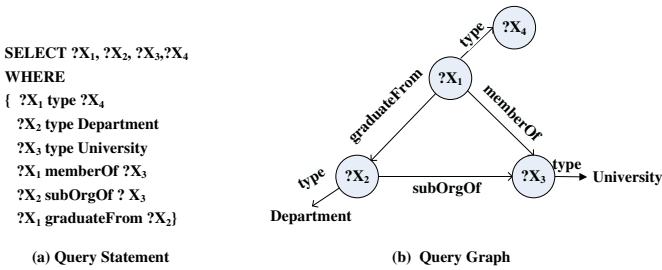 SELECT ?X₁, ?X₂, ?X₃,?X₄
WHERE
{ ?X₁ type ?X₄
?X₂ type Department
?X₃ type University
?X₁ memberOf ?X₃
?X₂ subOrgOf ? X₃
?X₁ graduateFrom ?X₂}
(a) Query Statement
?X₄
type
?X₁
graduateFrom
memberOf
type
?X₂
subOrgOf
?X₃
type
University
Department
(b) Query Graph